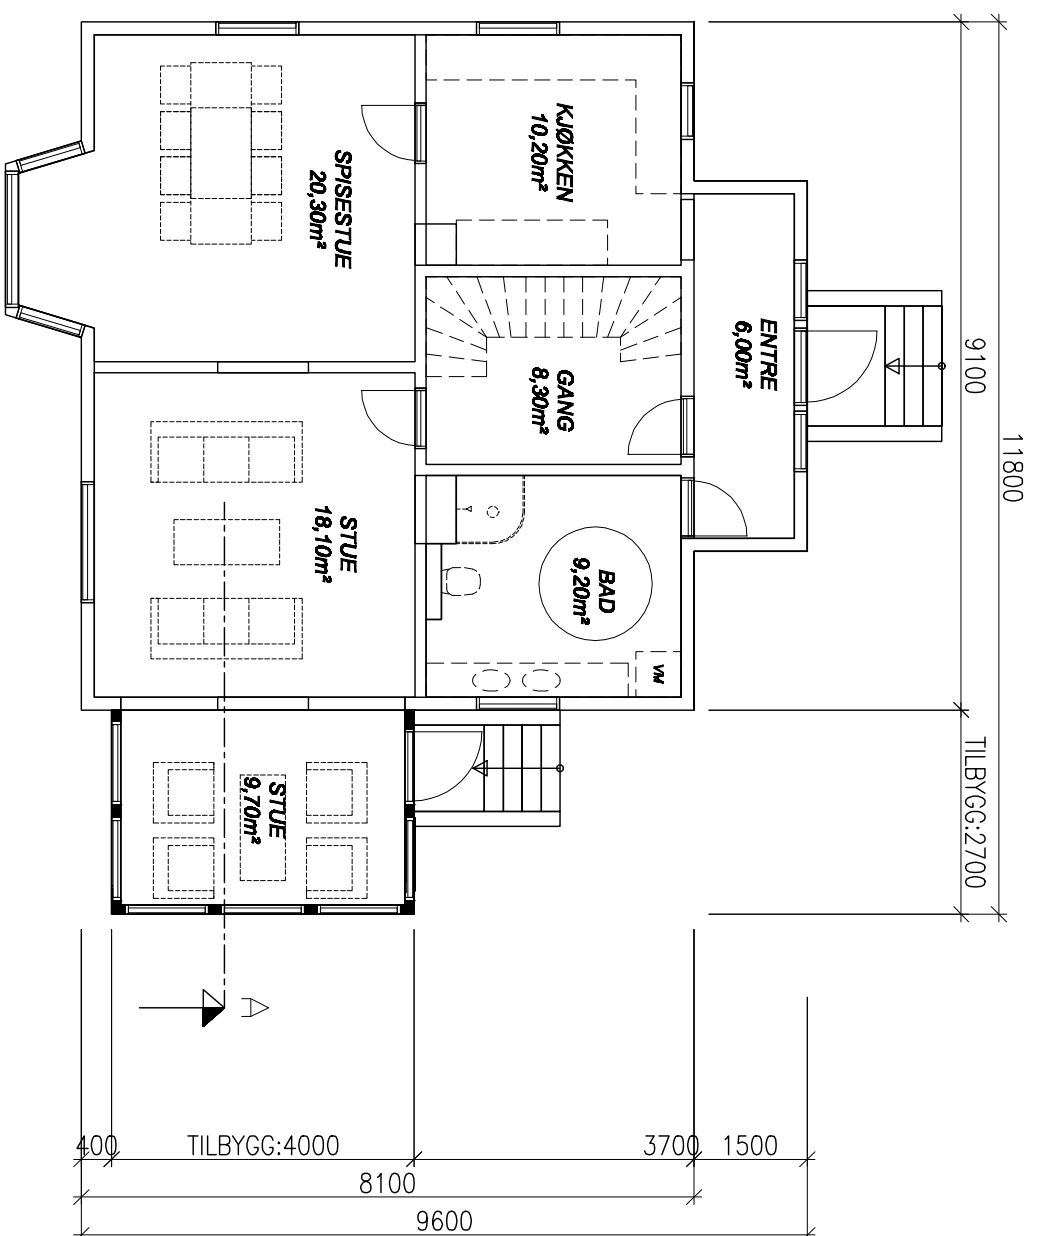 SPISESTUE
20,30m²
KJØKKEN
10,20m²
ENTRE
6,00m²
GANG
8,30m²
STUE
18,10m²
BAD
9,20m²
VM
STUE
9,70m²
A
9100
11800
TILBYGG:2700
400
TILBYGG:4000
3700
1500
8100
9600